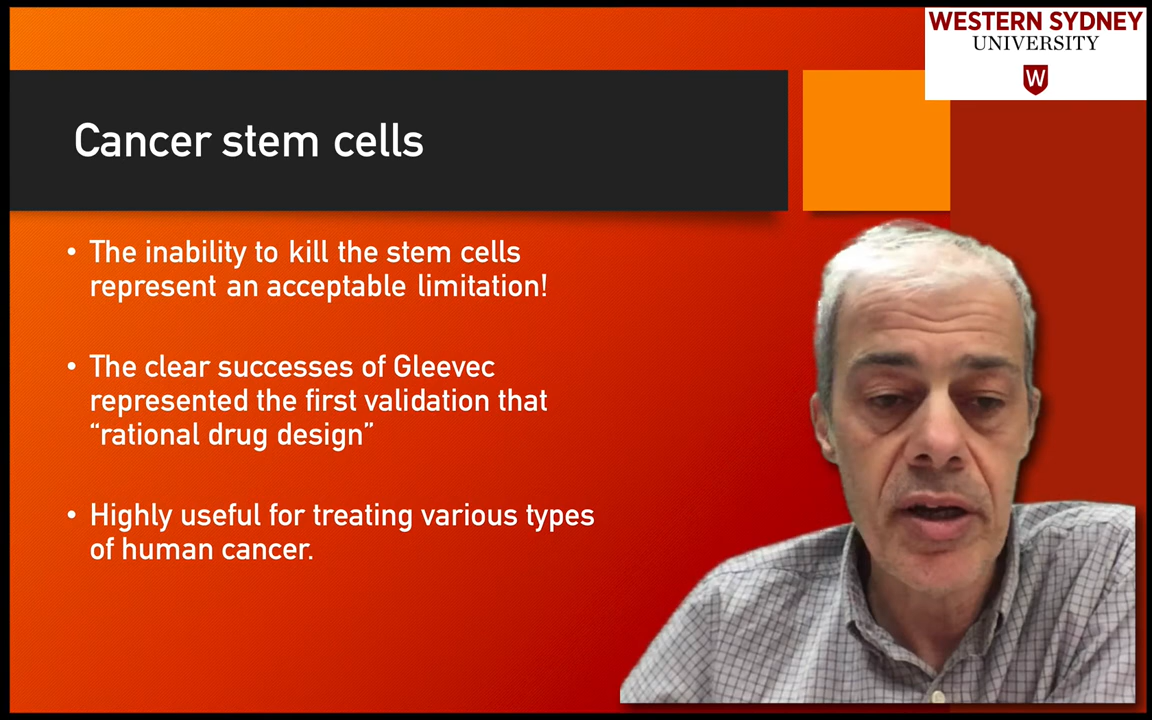 WESTERN SYDNEY
UNIVERSITY
W
Cancer stem cells
• The inability to kill the stem cells
represent an acceptable limitation!
• The clear successes of Gleevec
represented the first validation that
“rational drug design”
• Highly useful for treating various types
of human cancer.